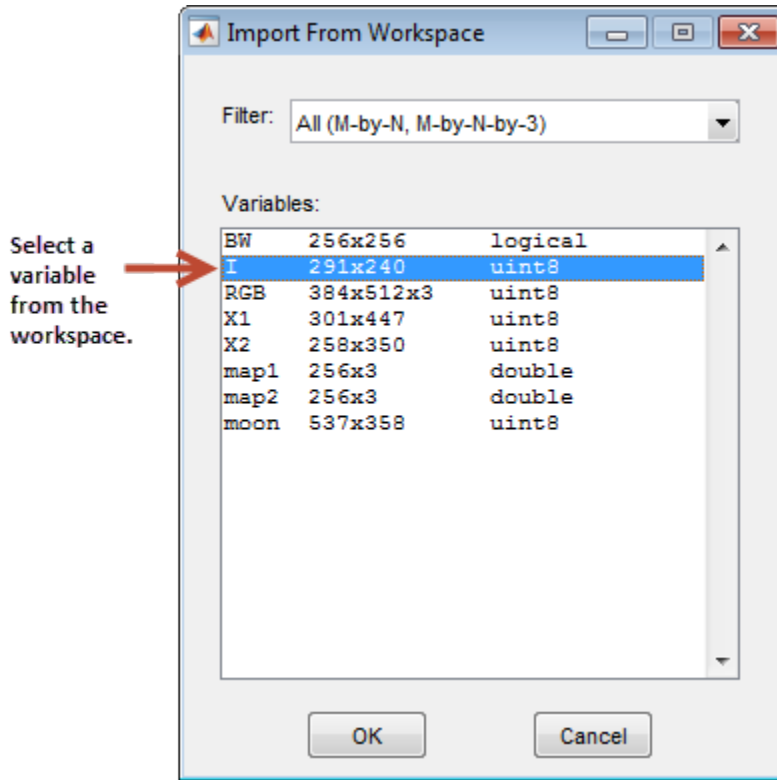 Import From Workspace
Filter: All (M-by-N, M-by-N-by-3)
Variables:
Select a
variable
from the
workspace.
BW 256x256 logical
I 291x240 uint8
RGB 384x512x3 uint8
X1 301x447 uint8
X2 258x350 uint8
map1 256x3 double
map2 256x3 double
moon 537x358 uint8
OK Cancel